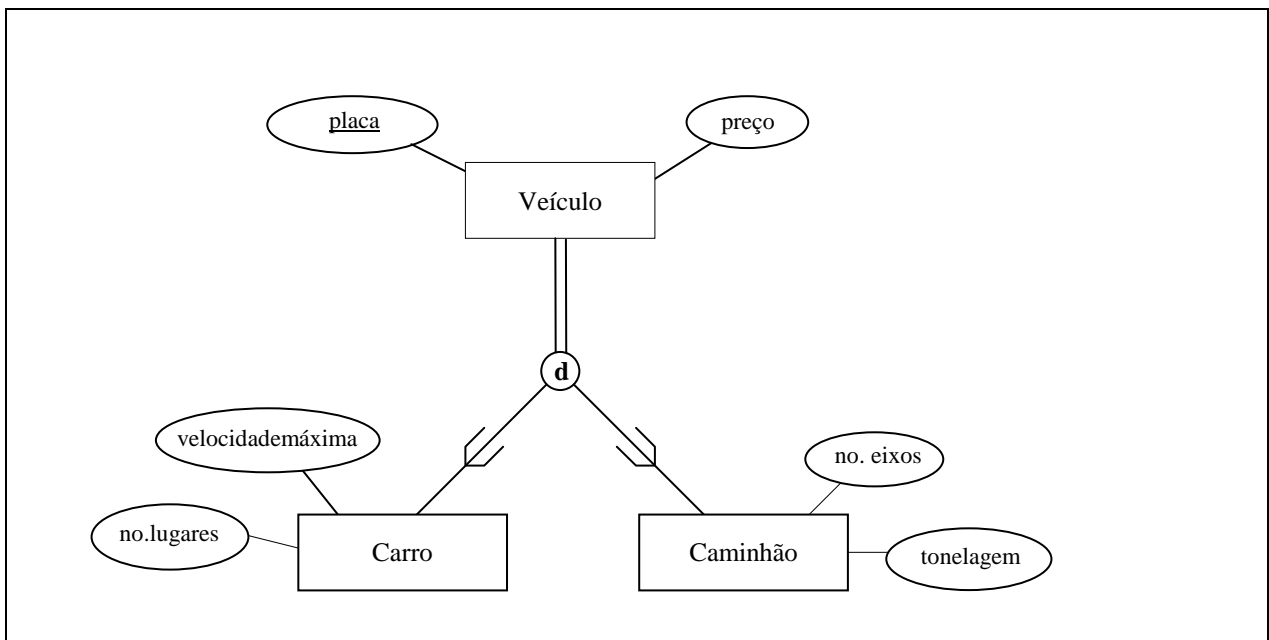 placa
preço
Veículo
d
velocidademáxima
no. eixos
no.lugares
Carro
Caminhão
tonelagem